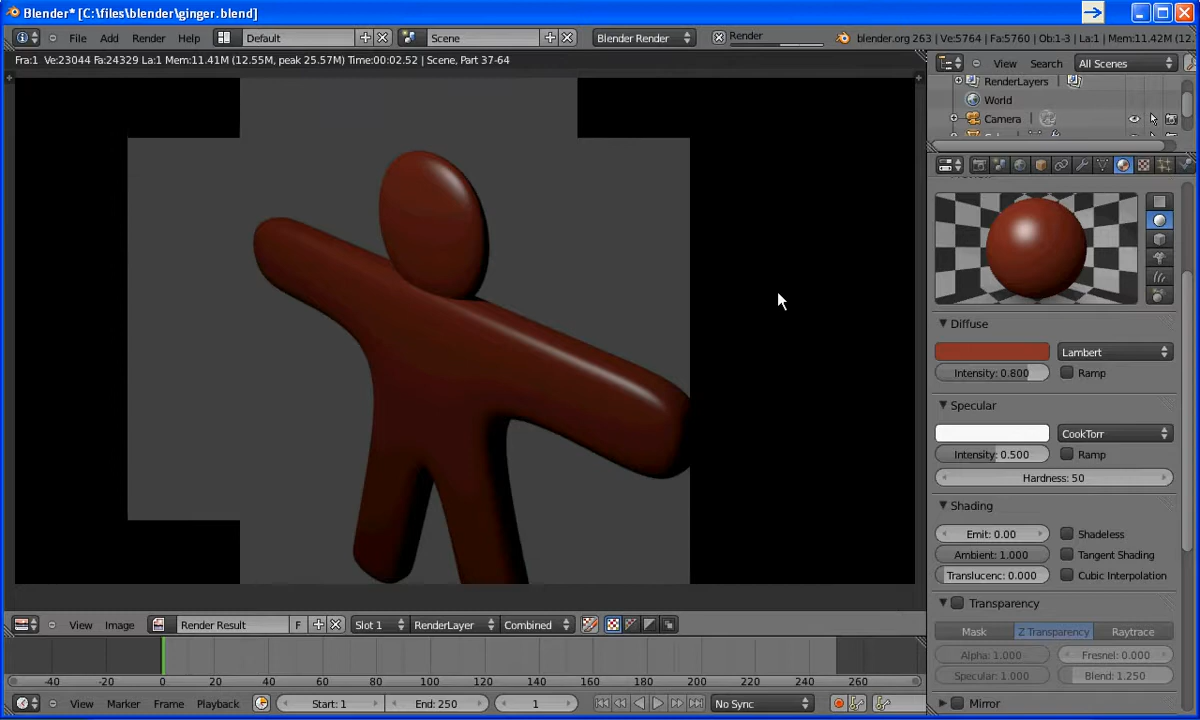 Blender* [C:\files\blender\ginger.blend]
File Add Render Help Default Scene Blender Render Render blender.org 263 | Ve:5764 | Fa:5760 | Ob:1-3 | La:1 | Mem:11.42M (12.
Fra:1 Ve:23044 Fa:24329 La:1 Mem:11.41M (12.55M, peak 25.57M) Time:00:02.52 | Scene, Part 37-64
View Search All Scenes
RenderLayers
World
Camera
Diffuse
Lambert
Intensity: 0.800 Ramp
Specular
CookTorr
Intensity: 0.500 Ramp
Hardness: 50
Shading
Emit: 0.00 Shadeless
Ambient: 1.000 Tangent Shading
Translucenc: 0.000 Cubic Interpolation
Transparency
Mask Z Transparency Raytrace
Alpha: 1.000 Fresnel: 0.000
Specular: 1.000 Blend: 1.250
Mirror
View Image Render Result F Slot 1 RenderLayer Combined
-40 -20 0 20 40 60 80 100 120 140 160 180 200 220 240 260
View Marker Frame Playback Start: 1 End: 250 1 No Sync